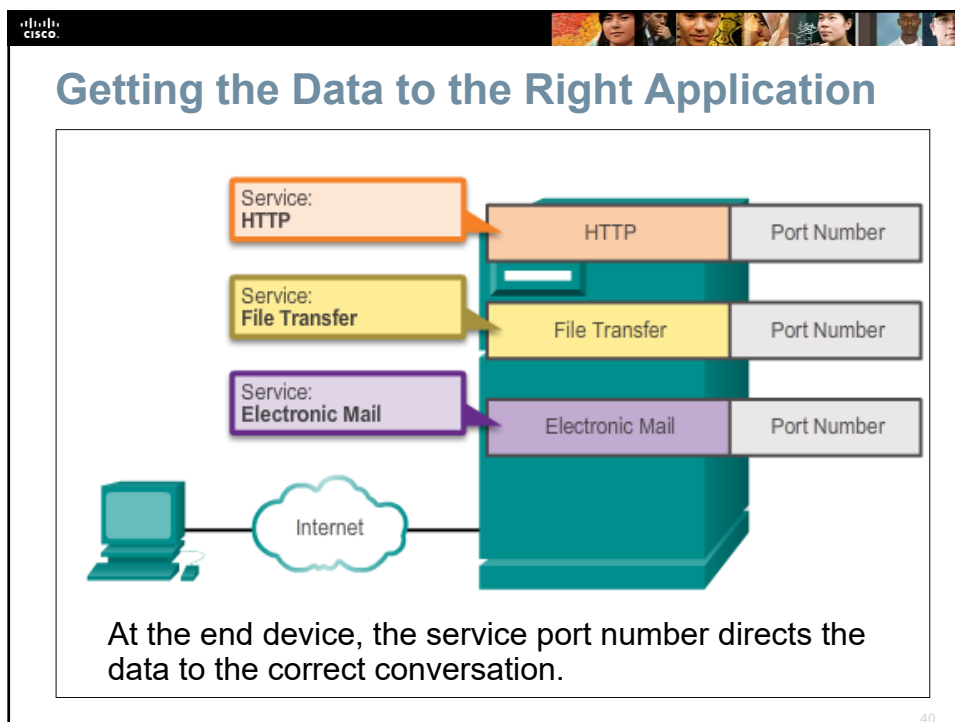 CISCO.
Getting the Data to the Right Application
Service:
HTTP
HTTP
Port Number
Service:
File Transfer
File Transfer
Port Number
Service:
Electronic Mail
Electronic Mail
Port Number
Internet
At the end device, the service port number directs the
data to the correct conversation.
40